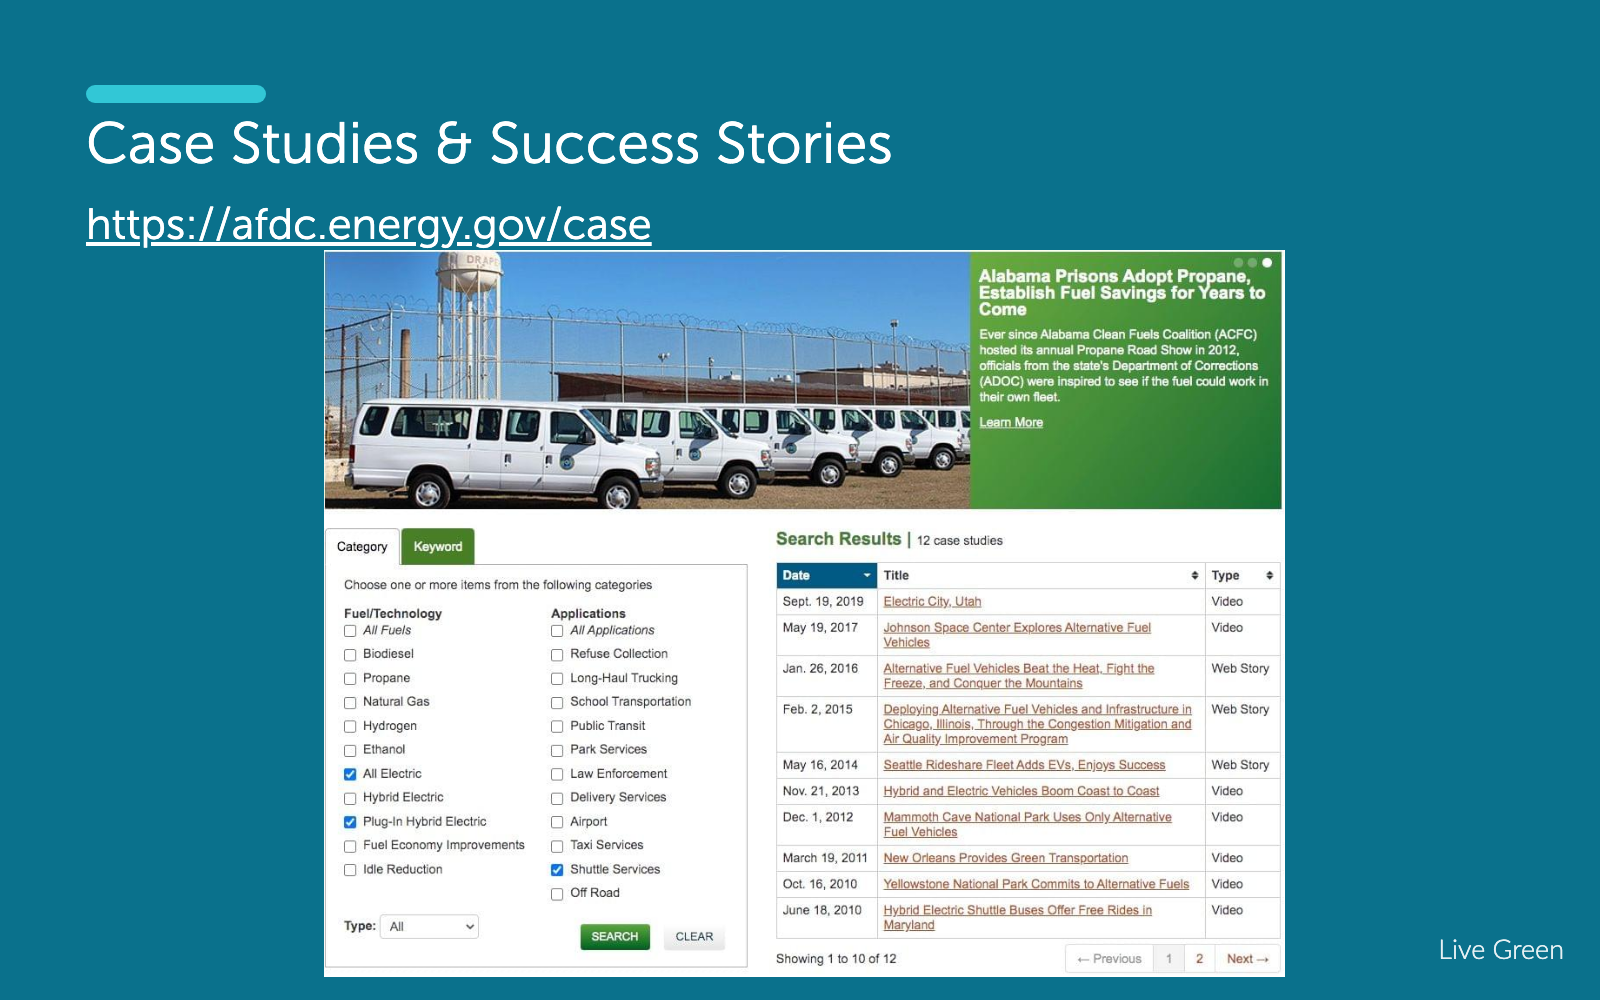 Case Studies & Success Stories
https://afdc.energy.gov/case
Alabama Prisons Adopt Propane,
Establish Fuel Savings for Years to
Come
Ever since Alabama Clean Fuels Coalition (ACFC)
hosted its annual Propane Road Show in 2012,
officials from the state's Department of Corrections
(ADOC) were inspired to see if the fuel could work in
their own fleet.
Learn More
Category
Keyword
Choose one or more items from the following categories
Fuel/Technology
All Fuels
Biodiesel
Propane
Natural Gas
Hydrogen
Ethanol
All Electric
Hybrid Electric
Plug-In Hybrid Electric
Fuel Economy Improvements
Idle Reduction
Applications
All Applications
Refuse Collection
Long-Haul Trucking
School Transportation
Public Transit
Park Services
Law Enforcement
Delivery Services
Airport
Taxi Services
Shuttle Services
Off Road
Type: All
SEARCH
CLEAR
Search Results | 12 case studies
Date Title Type
Sept. 19, 2019 Electric City, Utah Video
May 19, 2017 Johnson Space Center Explores Alternative Fuel Video
Vehicles
Jan. 26, 2016 Alternative Fuel Vehicles Beat the Heat, Fight the Web Story
Freeze, and Conquer the Mountains
Feb. 2, 2015 Deploying Alternative Fuel Vehicles and Infrastructure in Web Story
Chicago, Illinois, Through the Congestion Mitigation and
Air Quality Improvement Program
May 16, 2014 Seattle Rideshare Fleet Adds EVs, Enjoys Success Web Story
Nov. 21, 2013 Hybrid and Electric Vehicles Boom Coast to Coast Video
Dec. 1, 2012 Mammoth Cave National Park Uses Only Alternative Video
Fuel Vehicles
March 19, 2011 New Orleans Provides Green Transportation Video
Oct. 16, 2010 Yellowstone National Park Commits to Alternative Fuels Video
June 18, 2010 Hybrid Electric Shuttle Buses Offer Free Rides in Video
Maryland
Showing 1 to 10 of 12
← Previous 1 2 Next →
Live Green